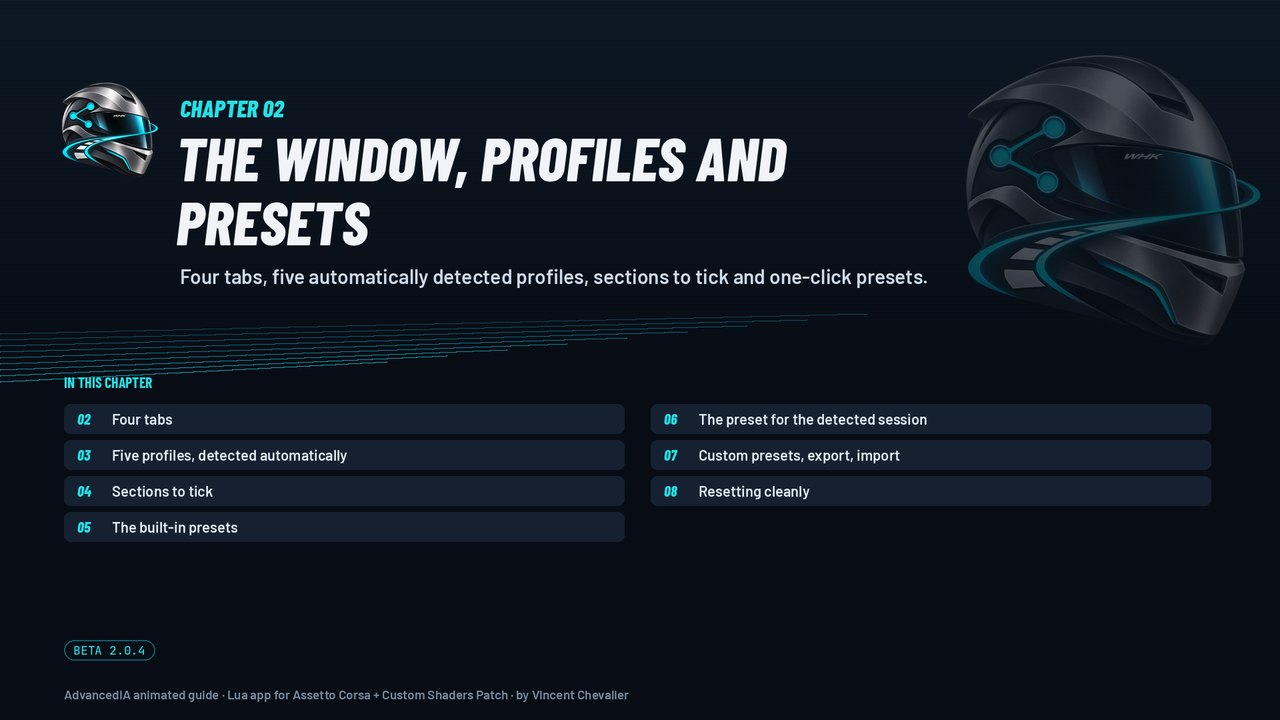 CHAPTER 02
THE WINDOW, PROFILES AND
PRESETS
Four tabs, five automatically detected profiles, sections to tick and one-click presets.
WHK
WHK
IN THIS CHAPTER
02 Four tabs
03 Five profiles, detected automatically
04 Sections to tick
05 The built-in presets
06 The preset for the detected session
07 Custom presets, export, import
08 Resetting cleanly
BETA 2.0.4
AdvancedIA animated guide · Lua app for Assetto Corsa + Custom Shaders Patch · by Vincent Chevalier